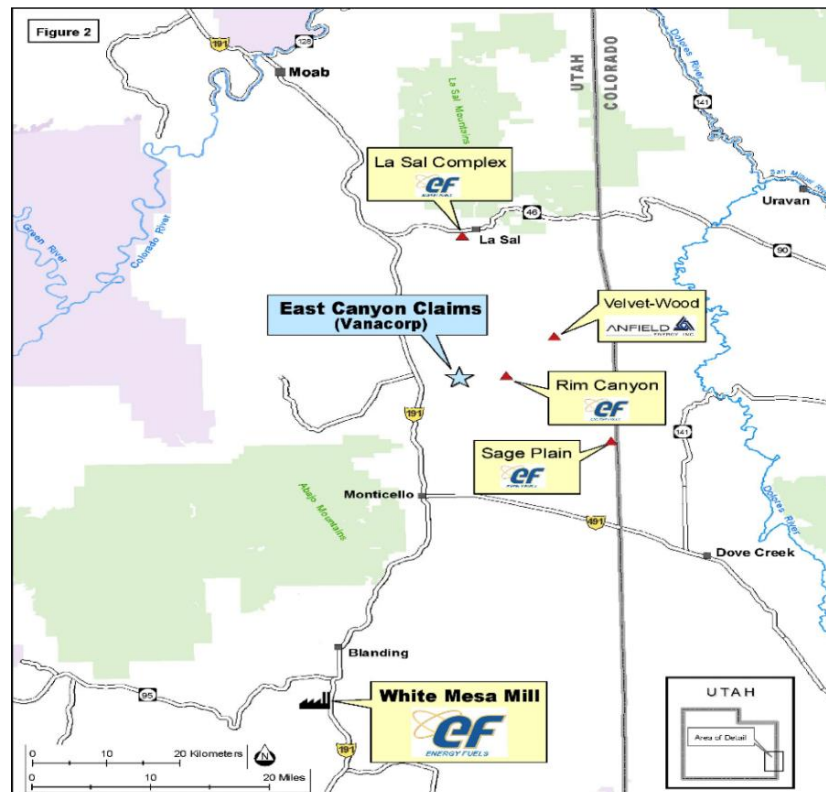 Figure 2
191
128
Moab
Dolores River
UTAH
COLORADO
La Sal Mountains
141
La Sal Complex
ef
San Miguel
Uravan
46
La Sal
90
Green River
Colorado River
East Canyon Claims
(Vanacorp)
Velvet-Wood
ANFIELD
ENERGY INC.
Rim Canyon
ef
191
141
Sage Plain
ef
Abajo Mountains
Monticello
Dolores River
491
Dove Creek
Blanding
95
White Mesa Mill
ef
ENERGY FUELS
UTAH
Area of Detail
0 10 20 Kilometers
N
191
0 10 20 Miles